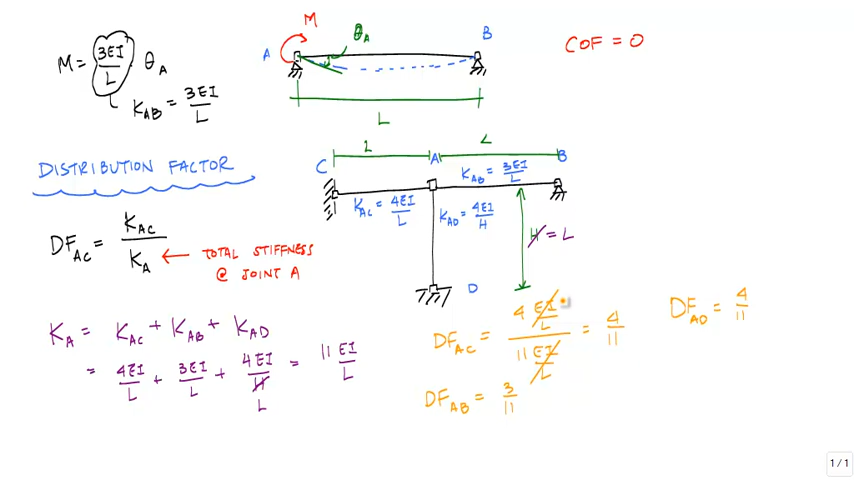 M
θA
B
COF = 0
A
M = 3EI/L · θA
KAB = 3EI/L
L
DISTRIBUTION FACTOR
C
L
A
L
B
KAB = 3EI/L
KAC = 4EI/L
KAD = 4EI/H
H = L
DFAC = KAC/KA ← TOTAL STIFFNESS
@ JOINT A
D
KA = KAC + KAB + KAD
= 4EI/L + 3EI/L + 4EI/H = 11 EI/L
L
DFAC = 4 EI/L / 11 EI/L = 4/11
DFAD = 4/11
DFAB = 3/11
1 / 1